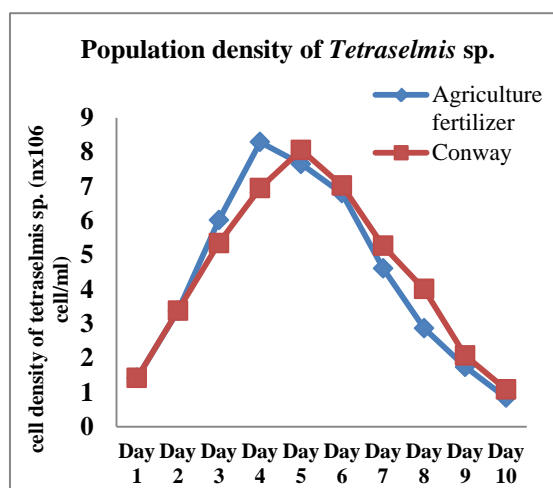 Population density of Tetraselmis sp.
Agriculture
fertilizer
Conway
cell density of tetraselmis sp. (nx106
cell/ml)
9
8
7
6
5
4
3
2
1
0
Day Day Day Day Day Day Day Day Day Day
1 2 3 4 5 6 7 8 9 10